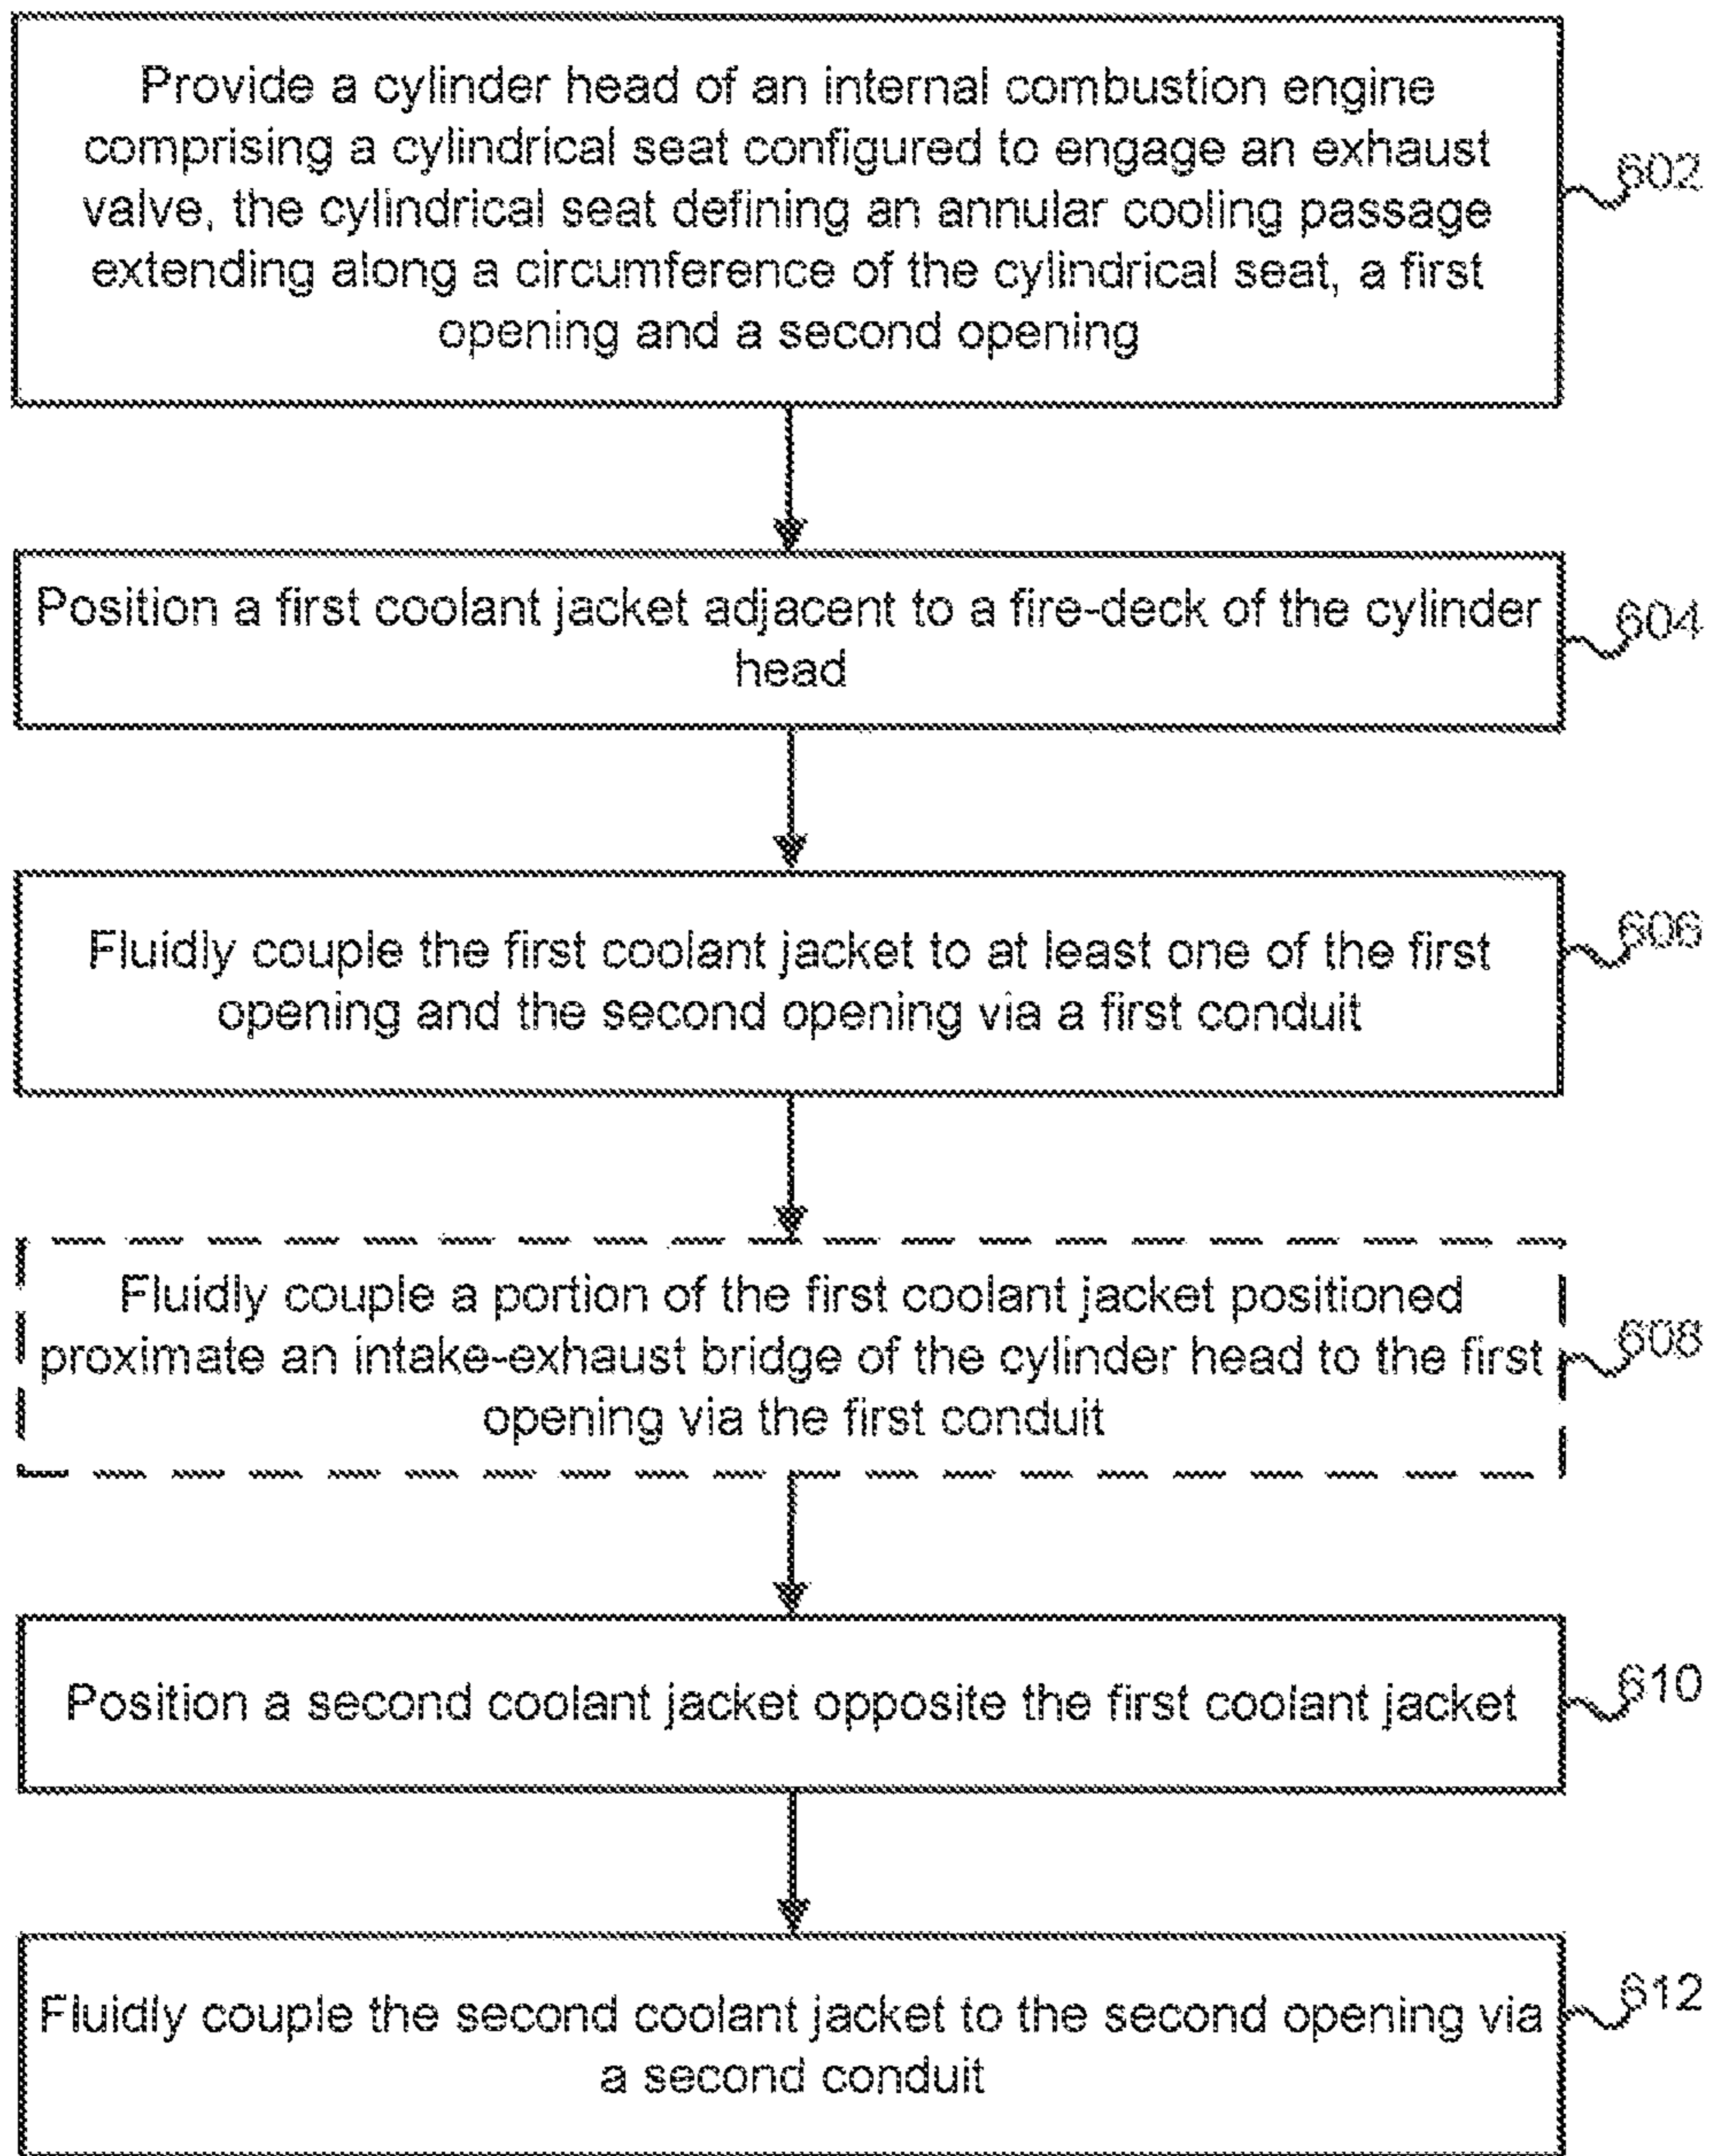 Provide a cylinder head of an internal combustion engine
comprising a cylindrical seat configured to engage an exhaust
valve, the cylindrical seat defining an annular cooling passage
extending along a circumference of the cylindrical seat, a first
opening and a second opening
602
Position a first coolant jacket adjacent to a fire-deck of the cylinder
head
604
Fluidly couple the first coolant jacket to at least one of the first
opening and the second opening via a first conduit
606
Fluidly couple a portion of the first coolant jacket positioned
proximate an intake-exhaust bridge of the cylinder head to the first
opening via the first conduit
608
Position a second coolant jacket opposite the first coolant jacket
610
Fluidly couple the second coolant jacket to the second opening via
a second conduit
612